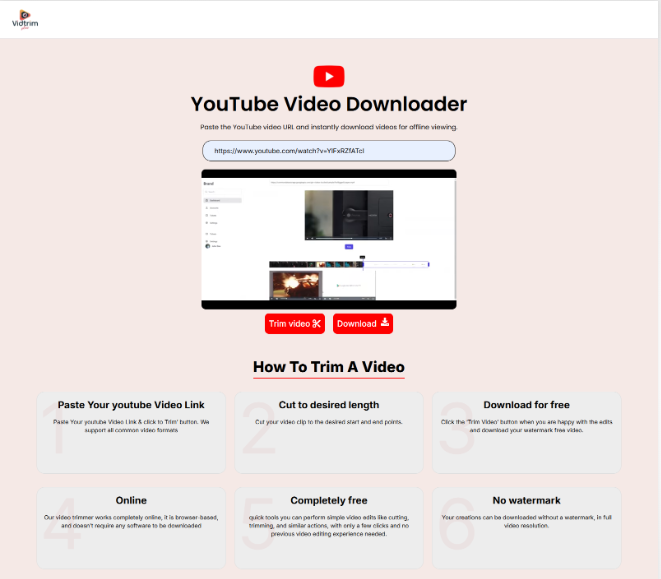 Vidtrim
YouTube Video Downloader
Paste the YouTube video URL and instantly download videos for offline viewing.
https://www.youtube.com/watch?v=YlFxRZfATcI
Brand
Trim video
Download
How To Trim A Video
1
Paste Your youtube Video Link
Paste Your youtube Video Link & click to Trim' button. We
support all common video formats
2
Cut to desired length
Cut your video clip to the desired start and end points.
3
Download for free
Click the 'Trim Video' button when you are happy with the edits
and download your watermark free video.
4
Online
Our video trimmer works completely online, it is browser-based,
and doesn't require any software to be downloaded
5
Completely free
quick tools you can perform simple video edits like cutting,
trimming, and similar actions, with only a few clicks and no
previous video editing experience needed.
6
No watermark
Your creations can be downloaded without a watermark, in full
video resolution.